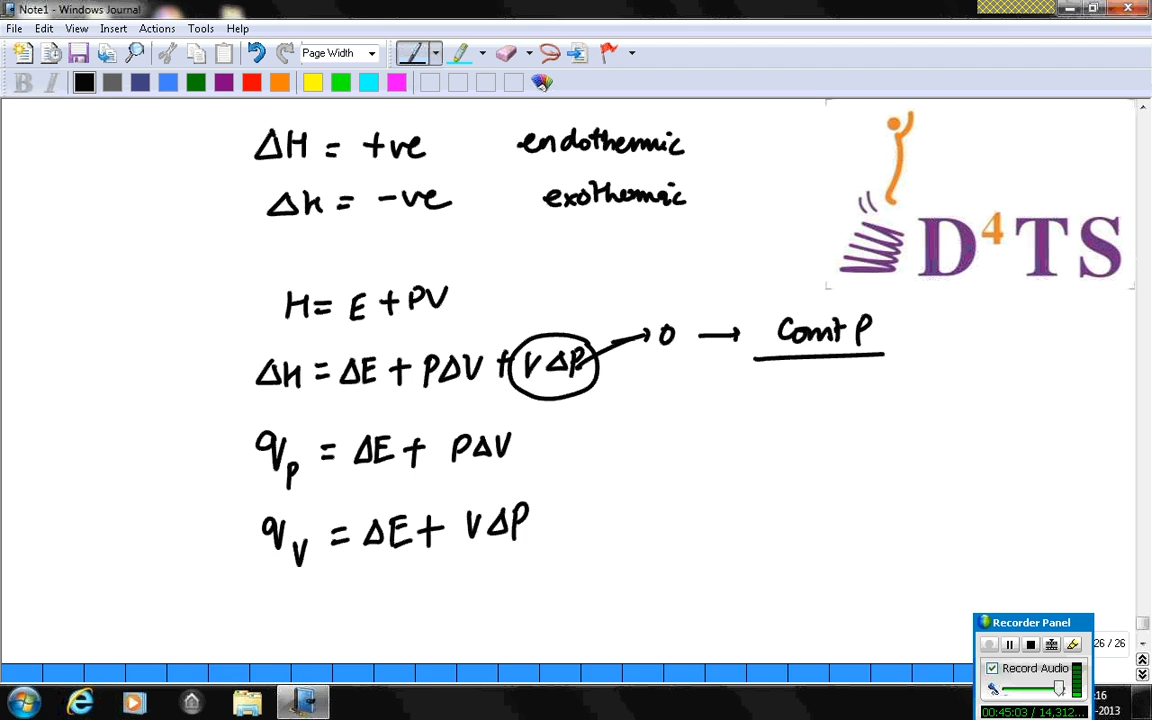 Note1 - Windows Journal
File Edit View Insert Actions Tools Help
Page Width
B I
ΔH = +ve endothermic
ΔH = -ve exothermic
D4TS
H = E + PV
ΔH = ΔE + PΔV + VΔP → 0 → Const P
qp = ΔE + PΔV
qv = ΔE + VΔP
Recorder Panel
26 / 26
Record Audio
:16
00:45:03 / 14,312...
-2013